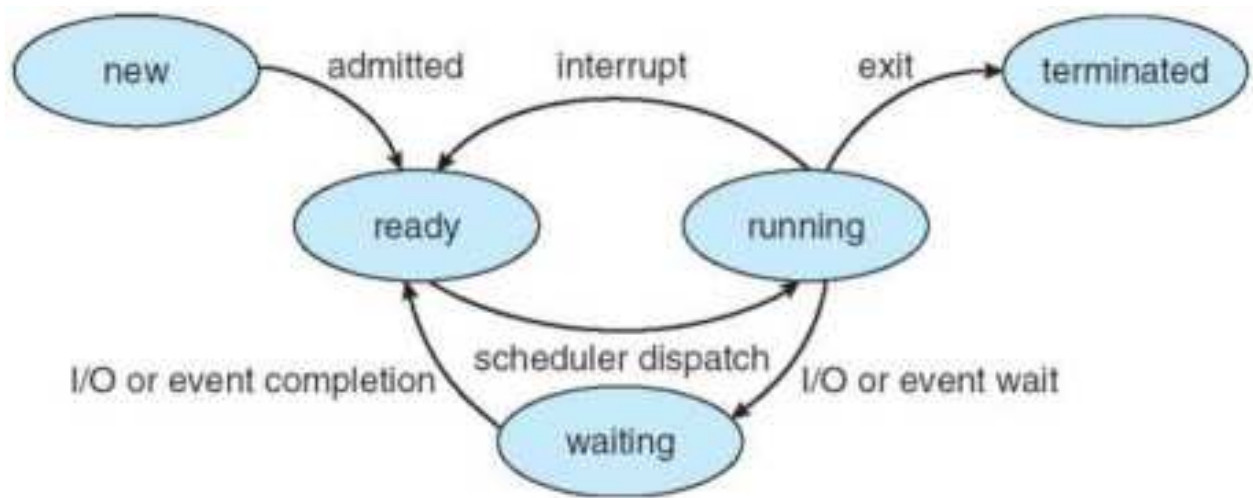 new
admitted
interrupt
exit
terminated
ready
running
scheduler dispatch
I/O or event completion
I/O or event wait
waiting